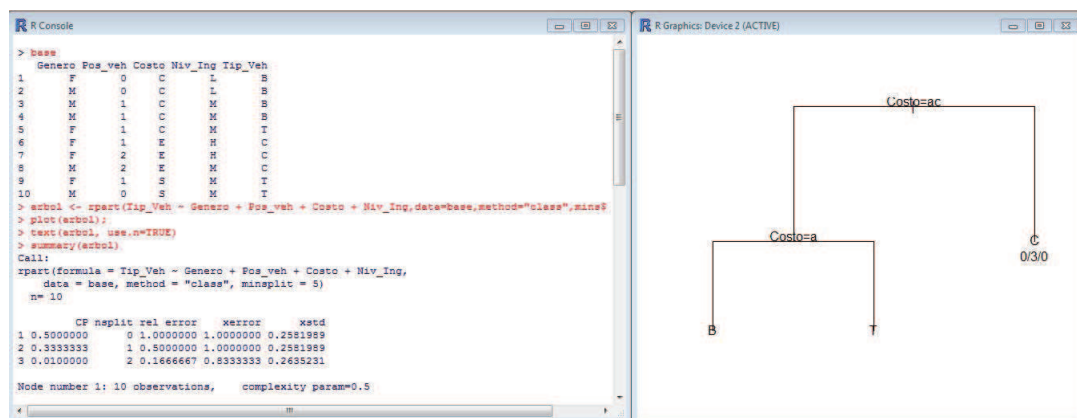 R Console
> base
Genero Pos_veh Costo Niv_Ing Tip_Veh
1 F 0 C L B
2 M 0 C L B
3 M 1 C M B
4 M 1 C M B
5 F 1 C M T
6 F 1 E H C
7 F 2 E H C
8 M 2 E M C
9 F 1 S M T
10 M 0 S M T
> arbol <- rpart(Tip_Veh ~ Genero + Pos_veh + Costo + Niv_Ing,data=base,method="class",mins$
> plot(arbol);
> text(arbol, use.n=TRUE)
> summary(arbol)
Call:
rpart(formula = Tip_Veh ~ Genero + Pos_veh + Costo + Niv_Ing,
data = base, method = "class", minsplit = 5)
n= 10
CP nsplit rel error xerror xstd
1 0.5000000 0 1.0000000 1.0000000 0.2581989
2 0.3333333 1 0.5000000 1.0000000 0.2581989
3 0.0100000 2 0.1666667 0.8333333 0.2635231
Node number 1: 10 observations, complexity param=0.5
R Graphics: Device 2 (ACTIVE)
Costo=ac
Costo=a
C
0/3/0
B
T